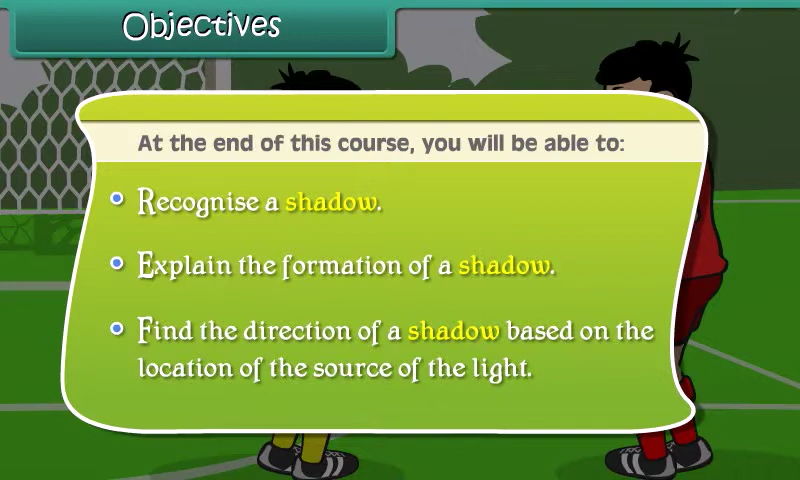 Objectives
At the end of this course, you will be able to:
Recognise a shadow.
Explain the formation of a shadow.
Find the direction of a shadow based on the
location of the source of the light.